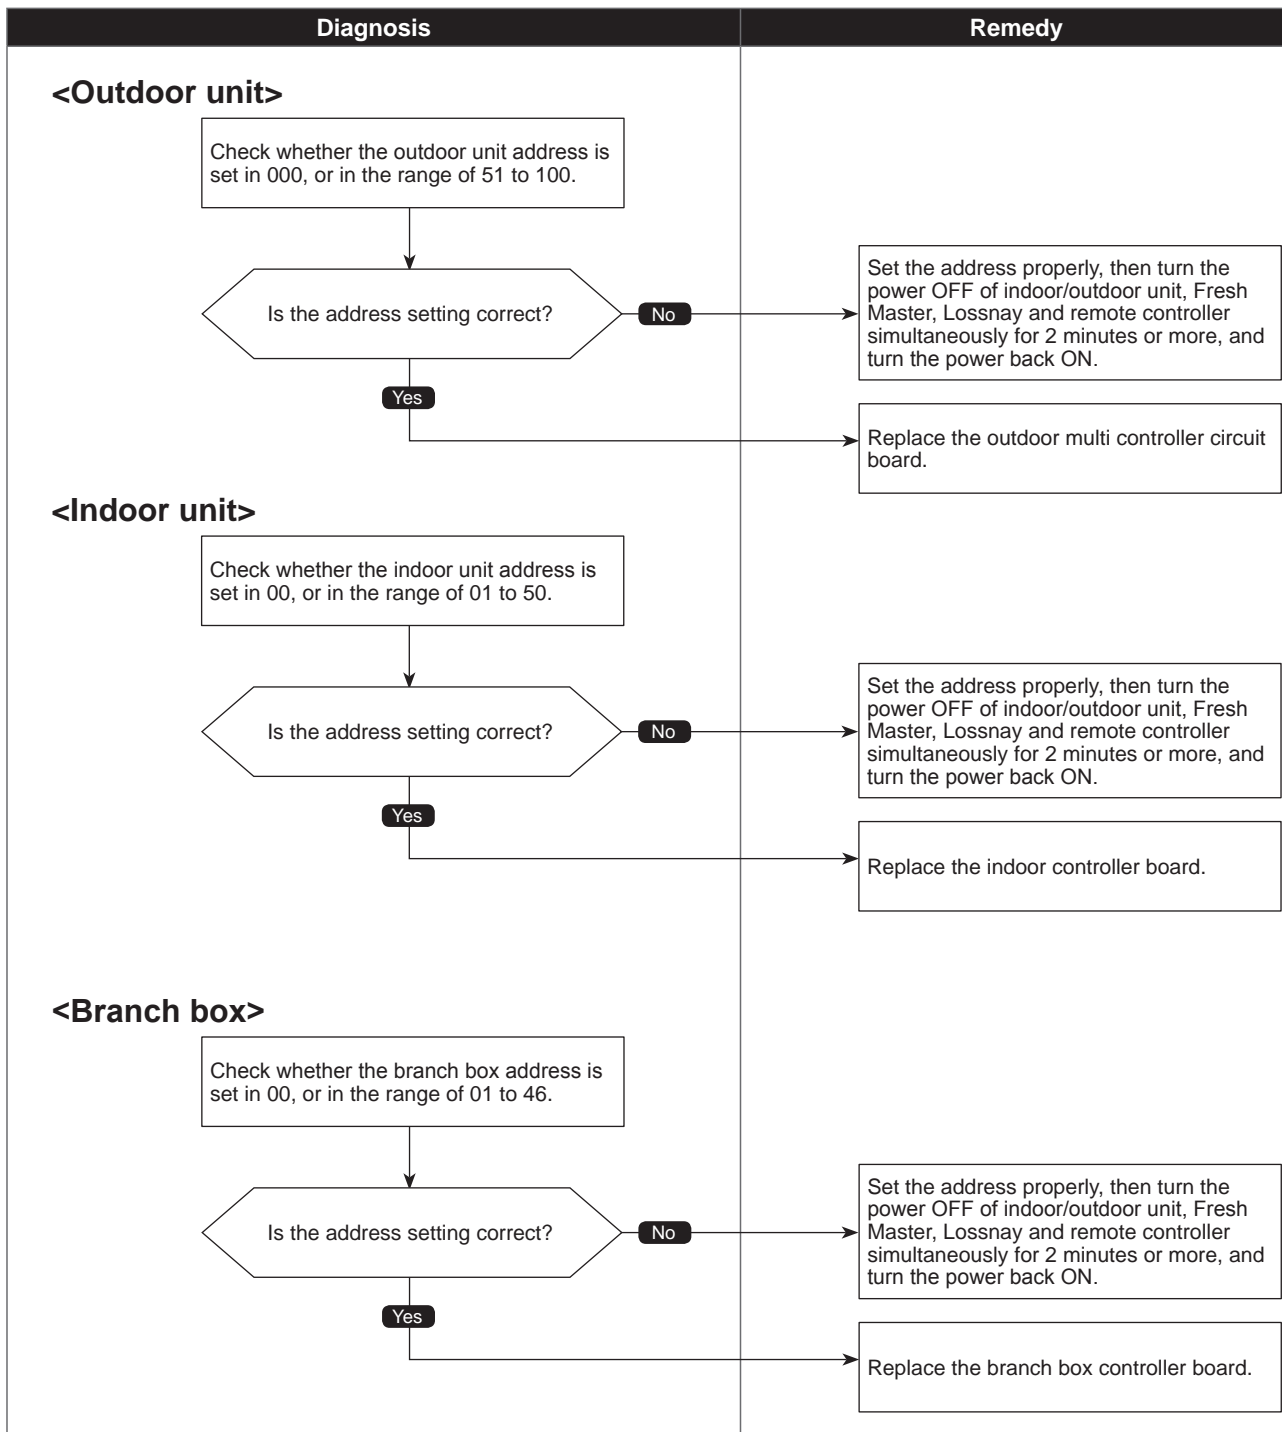 Diagnosis
Remedy
<Outdoor unit>
Check whether the outdoor unit address is
set in 000, or in the range of 51 to 100.
Is the address setting correct?
No
Set the address properly, then turn the
power OFF of indoor/outdoor unit, Fresh
Master, Lossnay and remote controller
simultaneously for 2 minutes or more, and
turn the power back ON.
Yes
Replace the outdoor multi controller circuit
board.
<Indoor unit>
Check whether the indoor unit address is
set in 00, or in the range of 01 to 50.
Is the address setting correct?
No
Set the address properly, then turn the
power OFF of indoor/outdoor unit, Fresh
Master, Lossnay and remote controller
simultaneously for 2 minutes or more, and
turn the power back ON.
Yes
Replace the indoor controller board.
<Branch box>
Check whether the branch box address is
set in 00, or in the range of 01 to 46.
Is the address setting correct?
No
Set the address properly, then turn the
power OFF of indoor/outdoor unit, Fresh
Master, Lossnay and remote controller
simultaneously for 2 minutes or more, and
turn the power back ON.
Yes
Replace the branch box controller board.